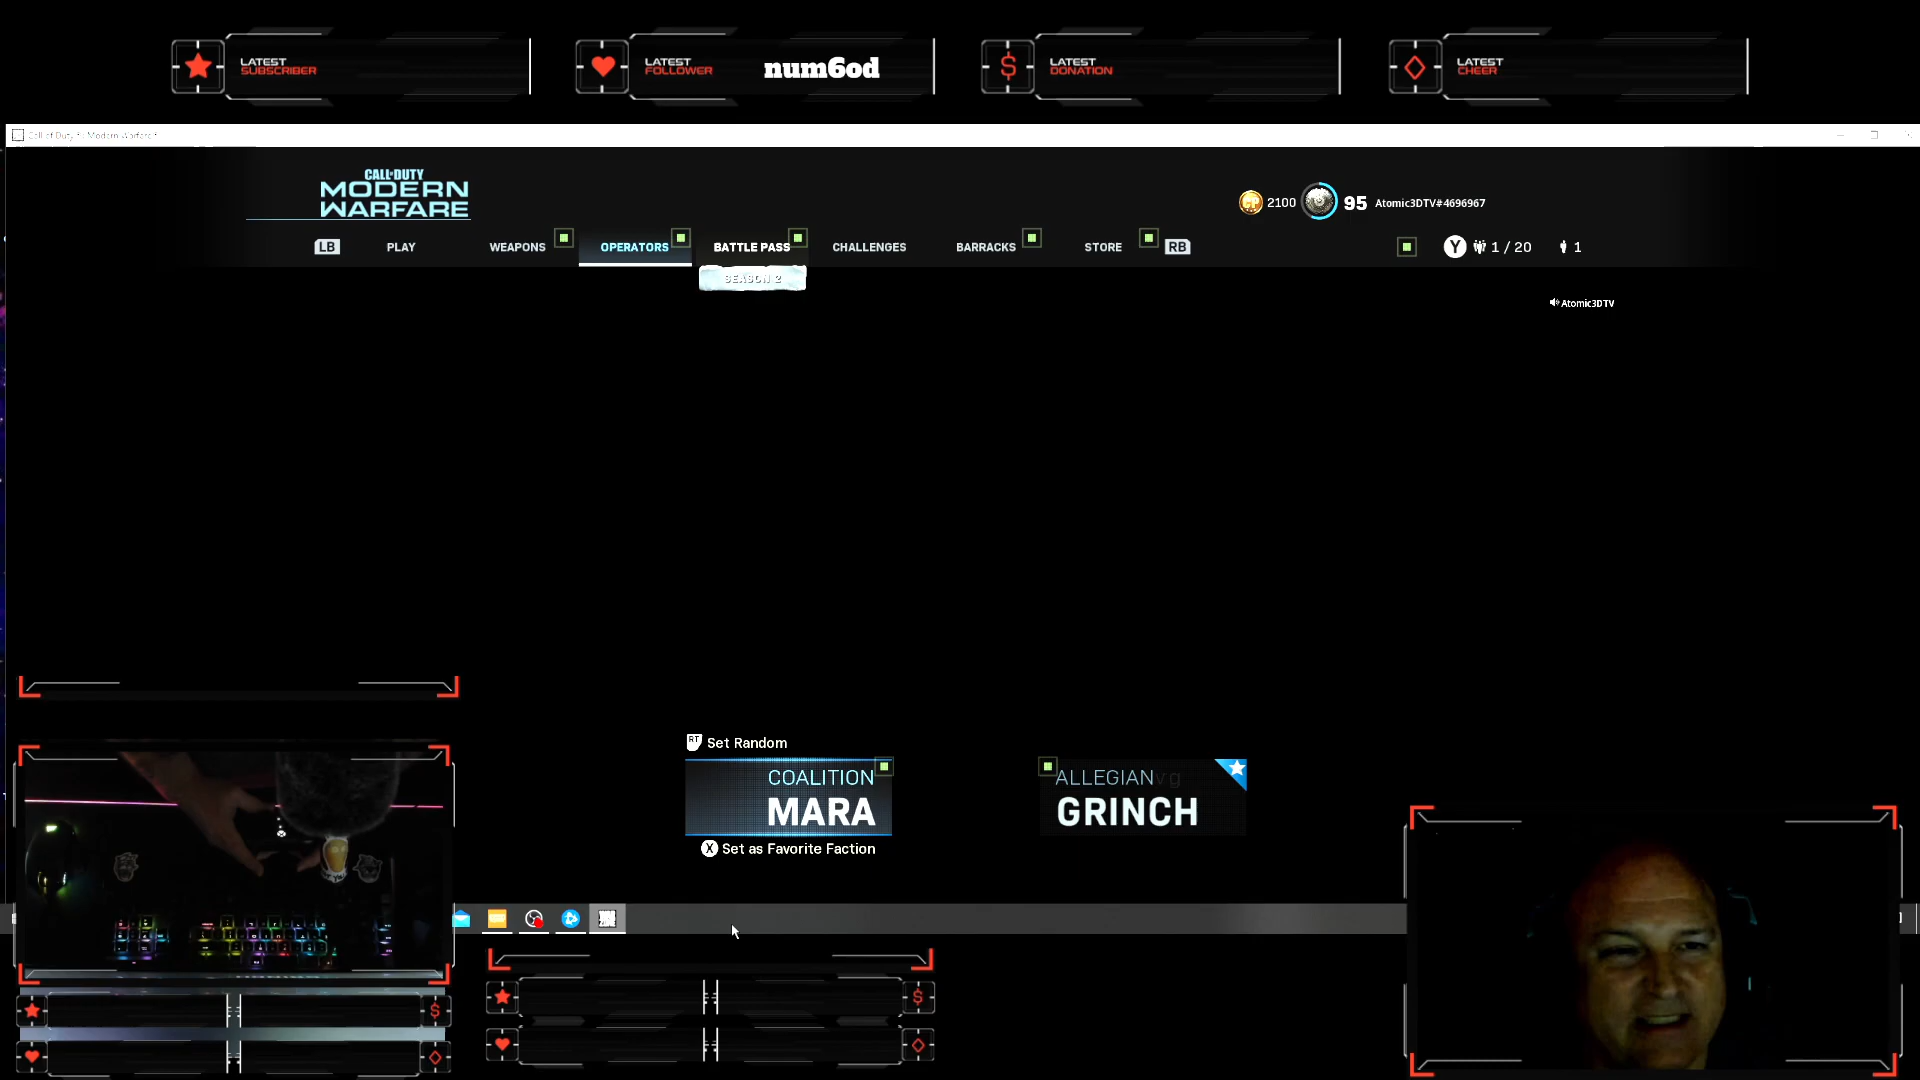 LATEST SUBSCRIBER
LATEST FOLLOWER
num6od
LATEST DONATION
LATEST CHEER
CALL OF DUTY
MODERN
WARFARE
2100
95
Atomic3DTV#4696967
LB
PLAY
WEAPONS
OPERATORS
BATTLE PASS
CHALLENGES
BARRACKS
STORE
RB
Y
1 / 20
1
SEASON 2
Atomic3DTV
RT Set Random
COALITION
MARA
ALLEGIAN
GRINCH
X Set as Favorite Faction